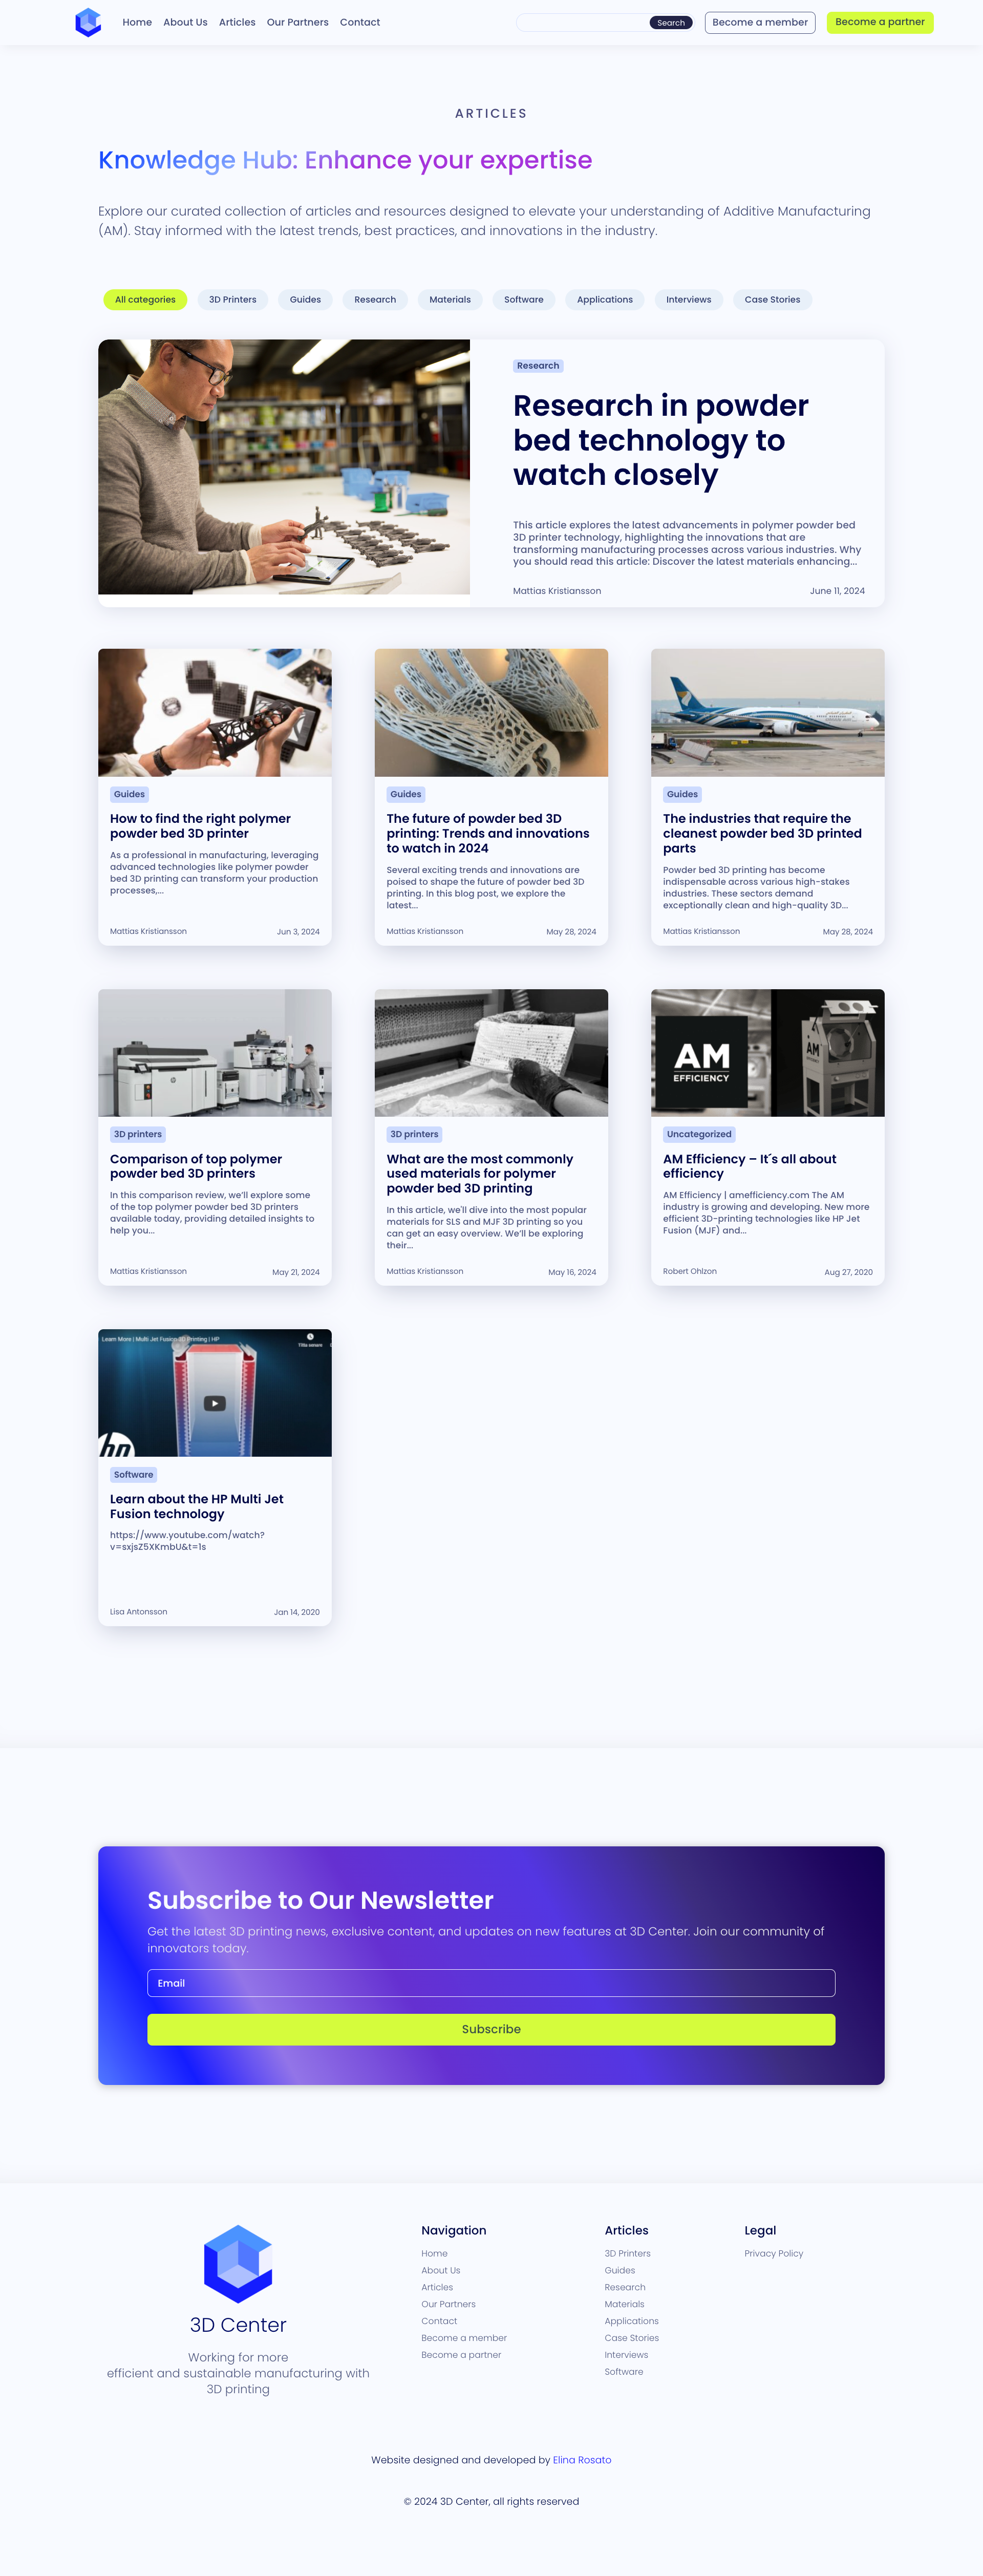 Home About Us Articles Our Partners Contact Search Become a member Become a partner
ARTICLES
Knowledge Hub: Enhance your expertise
Explore our curated collection of articles and resources designed to elevate your understanding of Additive Manufacturing
(AM). Stay informed with the latest trends, best practices, and innovations in the industry.
All categories 3D Printers Guides Research Materials Software Applications Interviews Case Stories
Research
Research in powder
bed technology to
watch closely
This article explores the latest advancements in polymer powder bed
3D printer technology, highlighting the innovations that are
transforming manufacturing processes across various industries. Why
you should read this article: Discover the latest materials enhancing...
Mattias Kristiansson June 11, 2024
Guides
How to find the right polymer
powder bed 3D printer
As a professional in manufacturing, leveraging
advanced technologies like polymer powder
bed 3D printing can transform your production
processes,...
Mattias Kristiansson Jun 3, 2024
Guides
The future of powder bed 3D
printing: Trends and innovations
to watch in 2024
Several exciting trends and innovations are
poised to shape the future of powder bed 3D
printing. In this blog post, we explore the
latest...
Mattias Kristiansson May 28, 2024
Guides
The industries that require the
cleanest powder bed 3D printed
parts
Powder bed 3D printing has become
indispensable across various high-stakes
industries. These sectors demand
exceptionally clean and high-quality 3D...
Mattias Kristiansson May 28, 2024
3D printers
Comparison of top polymer
powder bed 3D printers
In this comparison review, we'll explore some
of the top polymer powder bed 3D printers
available today, providing detailed insights to
help you...
Mattias Kristiansson May 21, 2024
3D printers
What are the most commonly
used materials for polymer
powder bed 3D printing
In this article, we'll dive into the most popular
materials for SLS and MJF 3D printing so you
can get an easy overview. We'll be exploring
their...
Mattias Kristiansson May 16, 2024
AM
EFFICIENCY
AM
Uncategorized
AM Efficiency – It´s all about
efficiency
AM Efficiency | amefficiency.com The AM
industry is growing and developing. New more
efficient 3D-printing technologies like HP Jet
Fusion (MJF) and...
Robert Ohlzon Aug 27, 2020
Learn More | Multi Jet Fusion 3D Printing | HP
Titta senare
hp
Software
Learn about the HP Multi Jet
Fusion technology
https://www.youtube.com/watch?
v=sxjsZ5XKmbU&t=1s
Lisa Antonsson Jan 14, 2020
Subscribe to Our Newsletter
Get the latest 3D printing news, exclusive content, and updates on new features at 3D Center. Join our community of
innovators today.
Email
Subscribe
3D Center
Working for more
efficient and sustainable manufacturing with
3D printing
Navigation
Home
About Us
Articles
Our Partners
Contact
Become a member
Become a partner
Articles
3D Printers
Guides
Research
Materials
Applications
Case Stories
Interviews
Software
Legal
Privacy Policy
Website designed and developed by Elina Rosato
© 2024 3D Center, all rights reserved